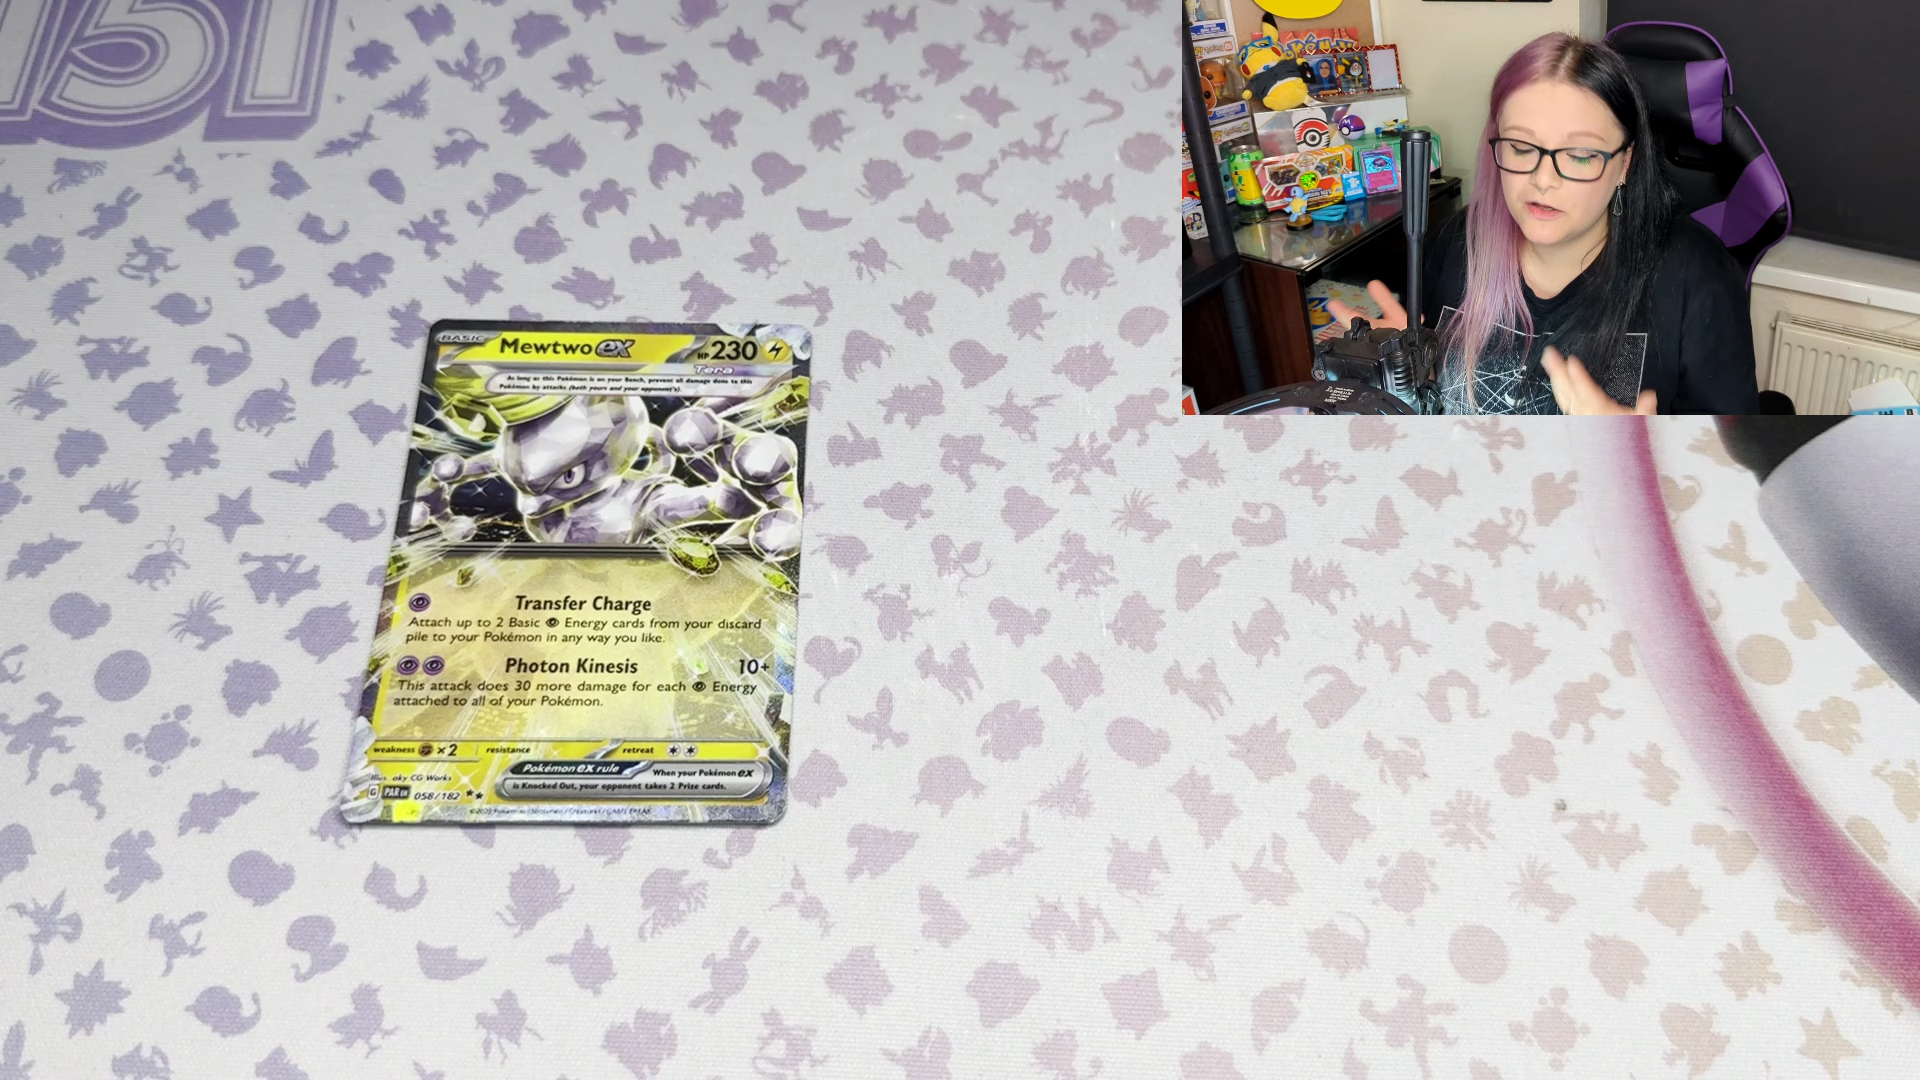 151
BASIC Mewtwo ex HP 230
Tera
As long as this Pokémon is on your Bench, prevent all damage done to this
Pokémon by attacks (both yours and your opponent's).
Transfer Charge
Attach up to 2 Basic Energy cards from your discard
pile to your Pokémon in any way you like.
Photon Kinesis 10+
This attack does 30 more damage for each Energy
attached to all of your Pokémon.
weakness ×2 resistance retreat
Pokémon ex rule When your Pokémon ex
is Knocked Out, your opponent takes 2 Prize cards.
Illus. oky CG Works
G PAR EN 058/182 ★★